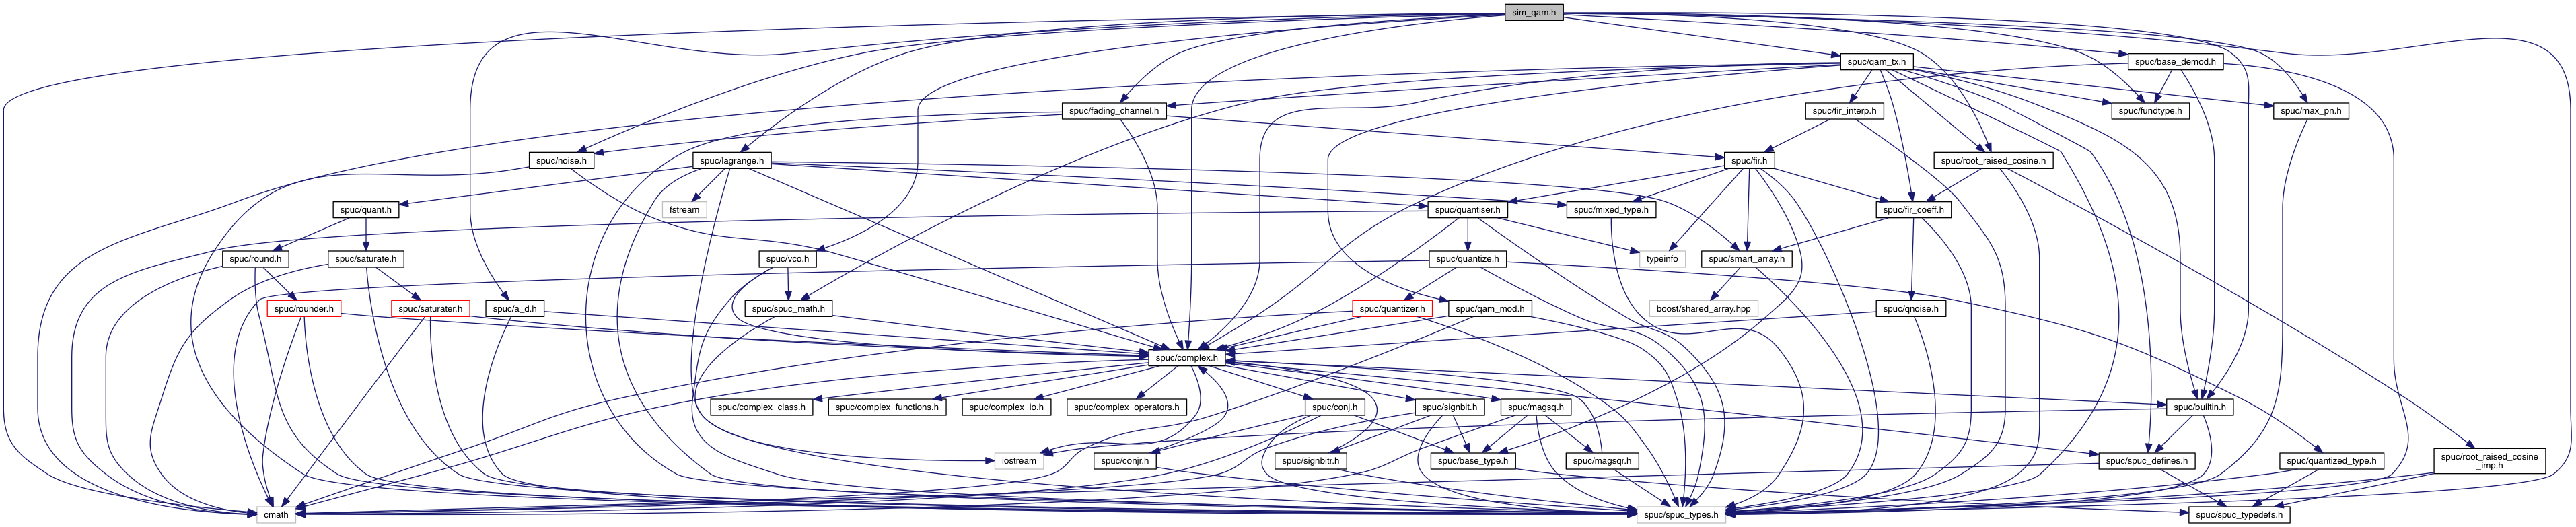 sim_qam.h
spuc/qam_tx.h
spuc/base_demod.h
spuc/fading_channel.h
spuc/fir_interp.h
spuc/fundtype.h
spuc/max_pn.h
spuc/noise.h
spuc/lagrange.h
spuc/fir.h
spuc/root_raised_cosine.h
spuc/quant.h
fstream
spuc/quantiser.h
spuc/mixed_type.h
spuc/fir_coeff.h
spuc/round.h
spuc/saturate.h
spuc/vco.h
spuc/quantize.h
typeinfo
spuc/smart_array.h
spuc/rounder.h
spuc/saturater.h
spuc/a_d.h
spuc/spuc_math.h
spuc/quantizer.h
spuc/qam_mod.h
boost/shared_array.hpp
spuc/qnoise.h
spuc/complex.h
spuc/complex_class.h
spuc/complex_functions.h
spuc/complex_io.h
spuc/complex_operators.h
spuc/conj.h
spuc/signbit.h
spuc/magsq.h
spuc/builtin.h
iostream
spuc/conjr.h
spuc/signbitr.h
spuc/base_type.h
spuc/magsqr.h
spuc/spuc_defines.h
spuc/quantized_type.h
spuc/root_raised_cosine
_imp.h
cmath
spuc/spuc_types.h
spuc/spuc_typedefs.h